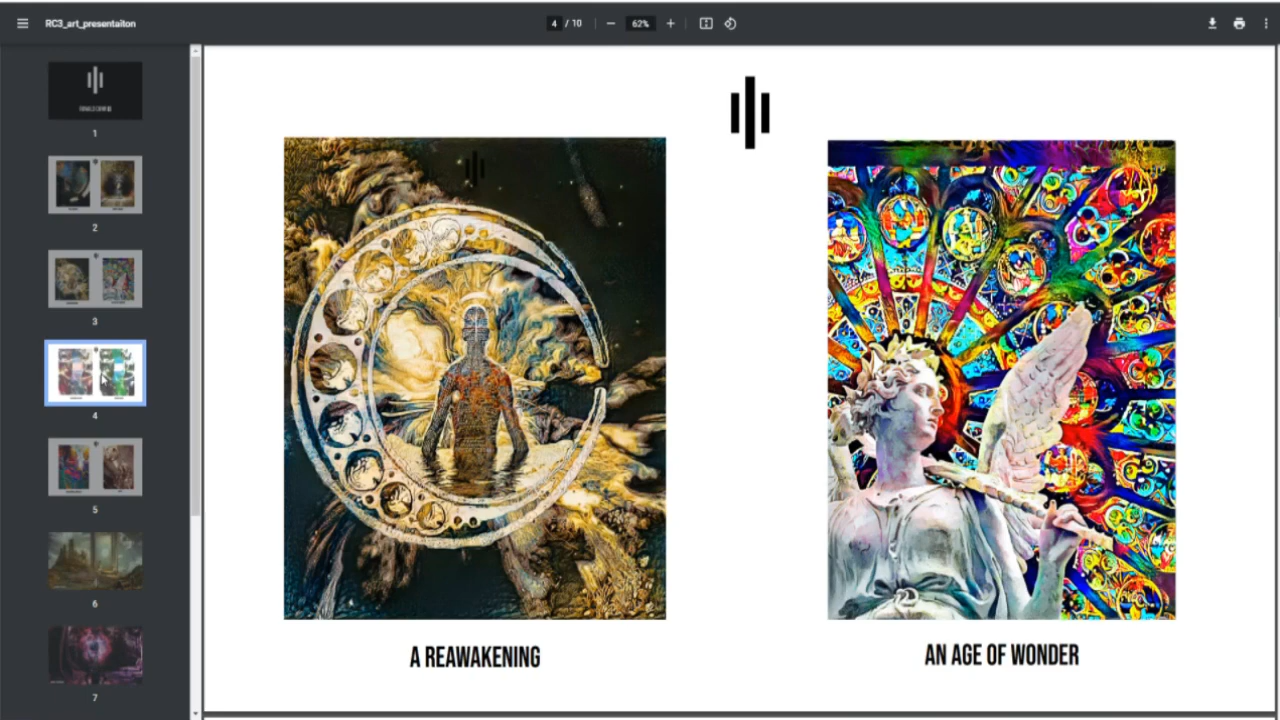 RC3_art_presentaiton
4 / 10
62%
1
2
3
4
5
6
7
A REAWAKENING
AN AGE OF WONDER